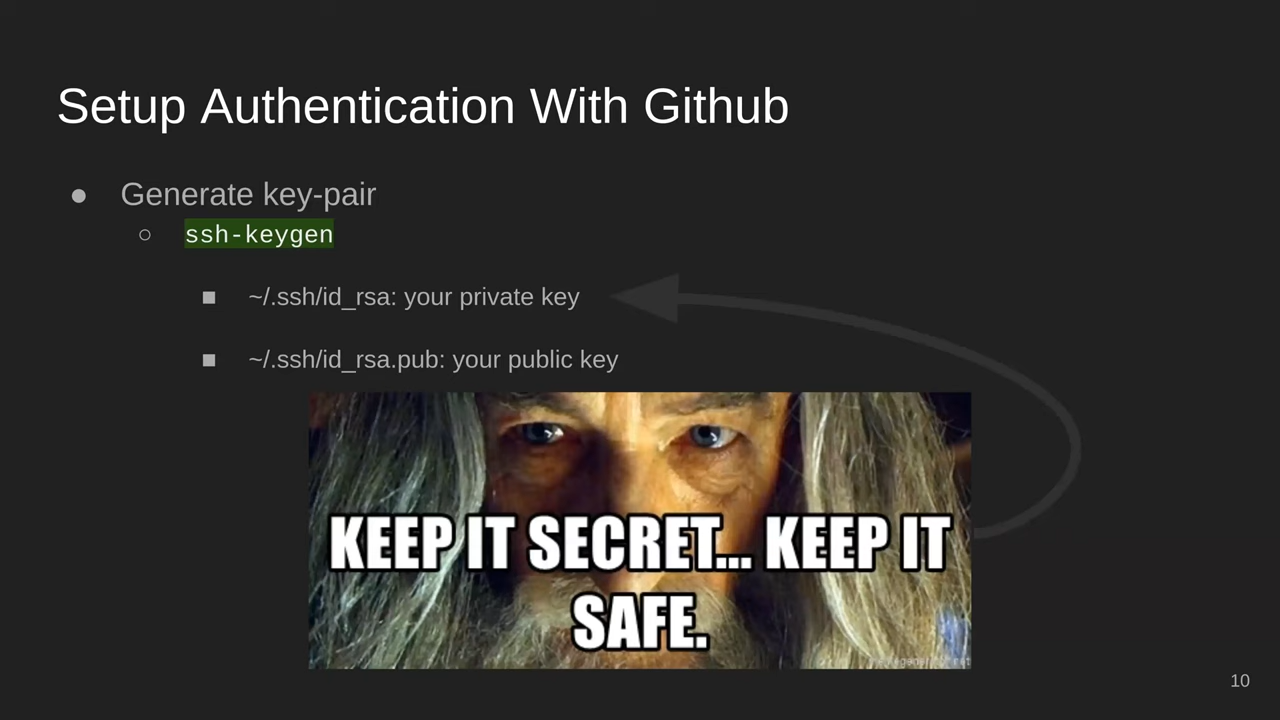 Setup Authentication With Github
● Generate key-pair
○ ssh-keygen
■ ~/.ssh/id_rsa: your private key
■ ~/.ssh/id_rsa.pub: your public key
KEEP IT SECRET... KEEP IT
SAFE.
10